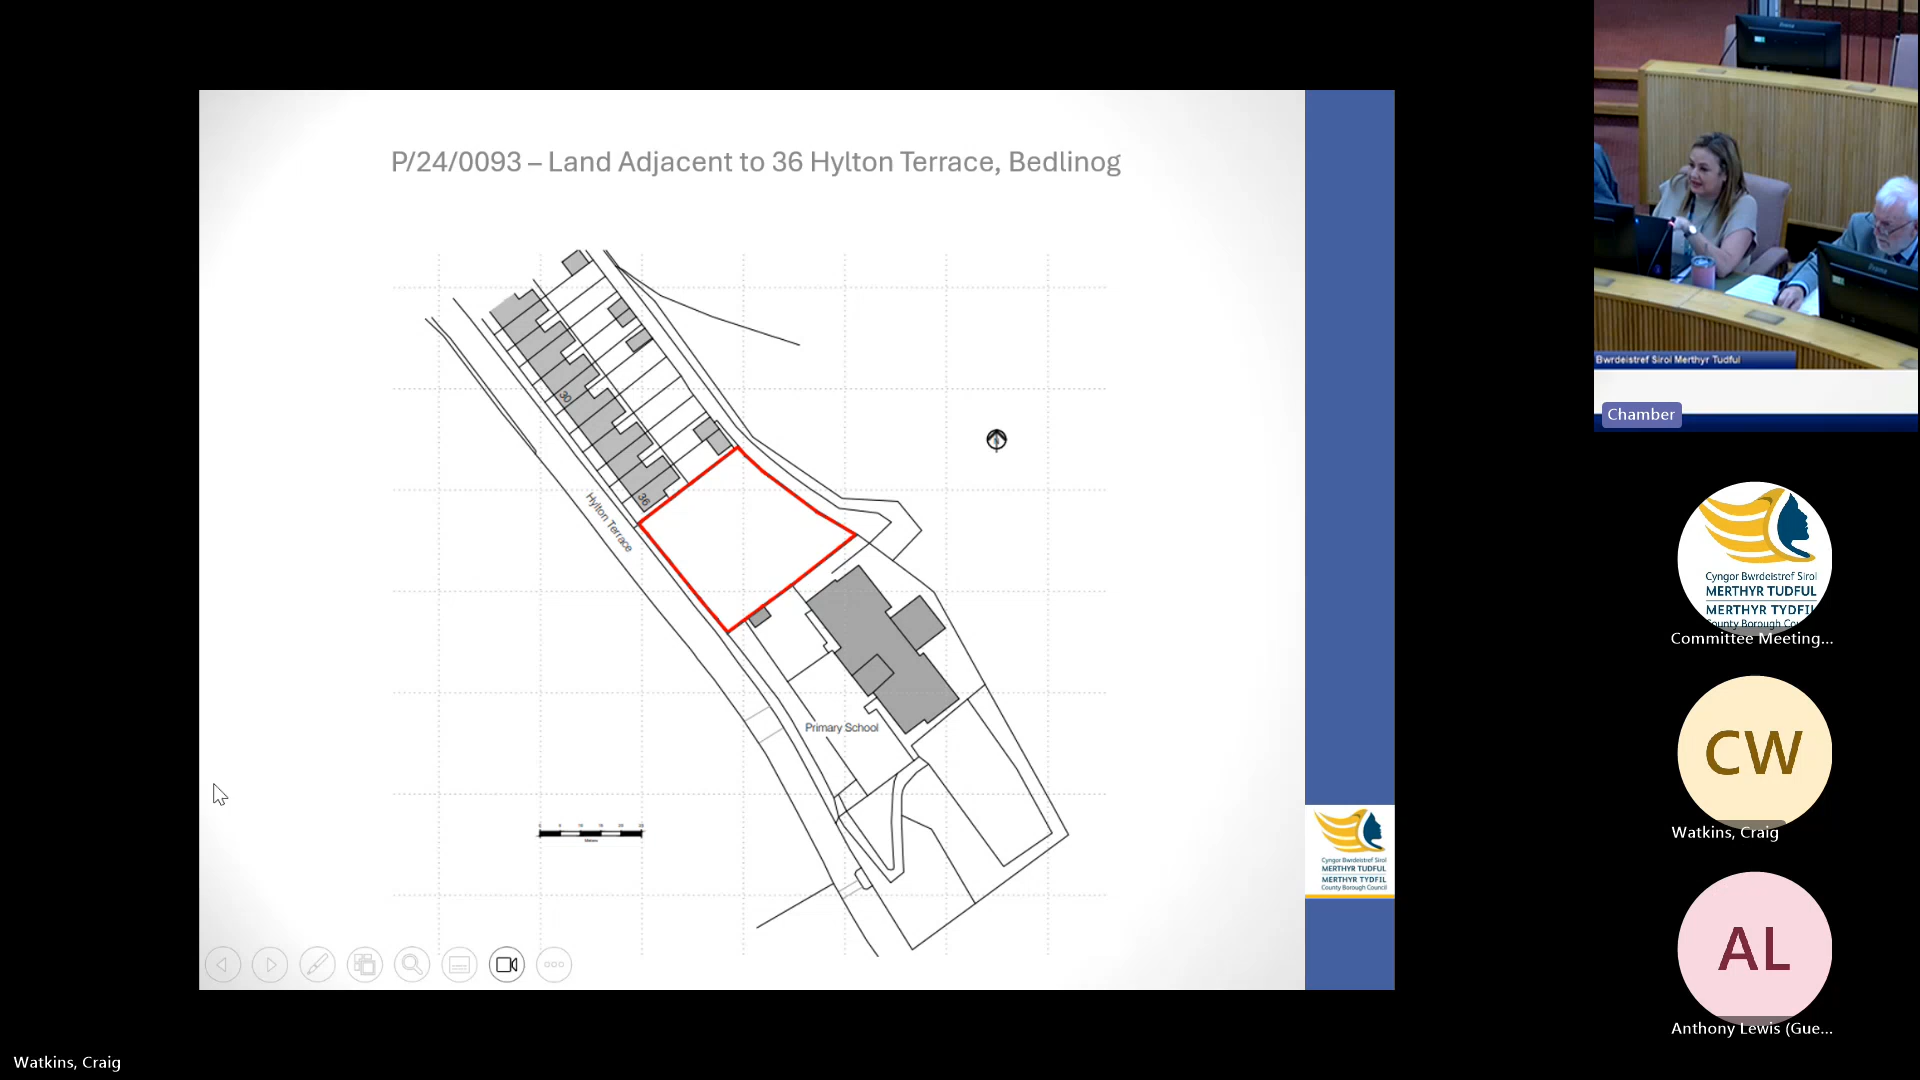 P/24/0093 – Land Adjacent to 36 Hylton Terrace, Bedlinog
30
36
Hylton Terrace
Primary School
Cyngor Bwrdeistref Sirol
MERTHYR TUDFUL
MERTHYR TYDFIL
County Borough Council
Bwrdeistref Sirol Merthyr Tudful
Chamber
Cyngor Bwrdeistref Sirol
MERTHYR TUDFUL
MERTHYR TYDFIL
Committee Meeting...
CW
Watkins, Craig
AL
Anthony Lewis (Gue...
Watkins, Craig